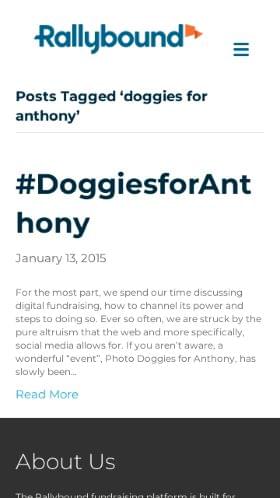 Rallybound
Posts Tagged ‘doggies for
anthony’
#DoggiesforAnt
hony
January 13, 2015
For the most part, we spend our time discussing
digital fundraising, how to channel its power and
steps to doing so. Ever so often, we are struck by the
pure altruism that the web and more specifically,
social media allows for. If you aren’t aware, a
wonderful “event”, Photo Doggies for Anthony, has
slowly been...
Read More
About Us
The Rallybound fundraising platform is built for